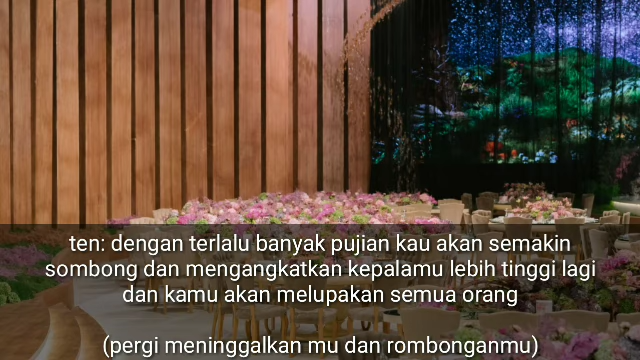 ten: dengan terlalu banyak pujian kau akan semakin
sombong dan mengangkatkan kepalamu lebih tinggi lagi
dan kamu akan melupakan semua orang
(pergi meninggalkan mu dan rombonganmu)